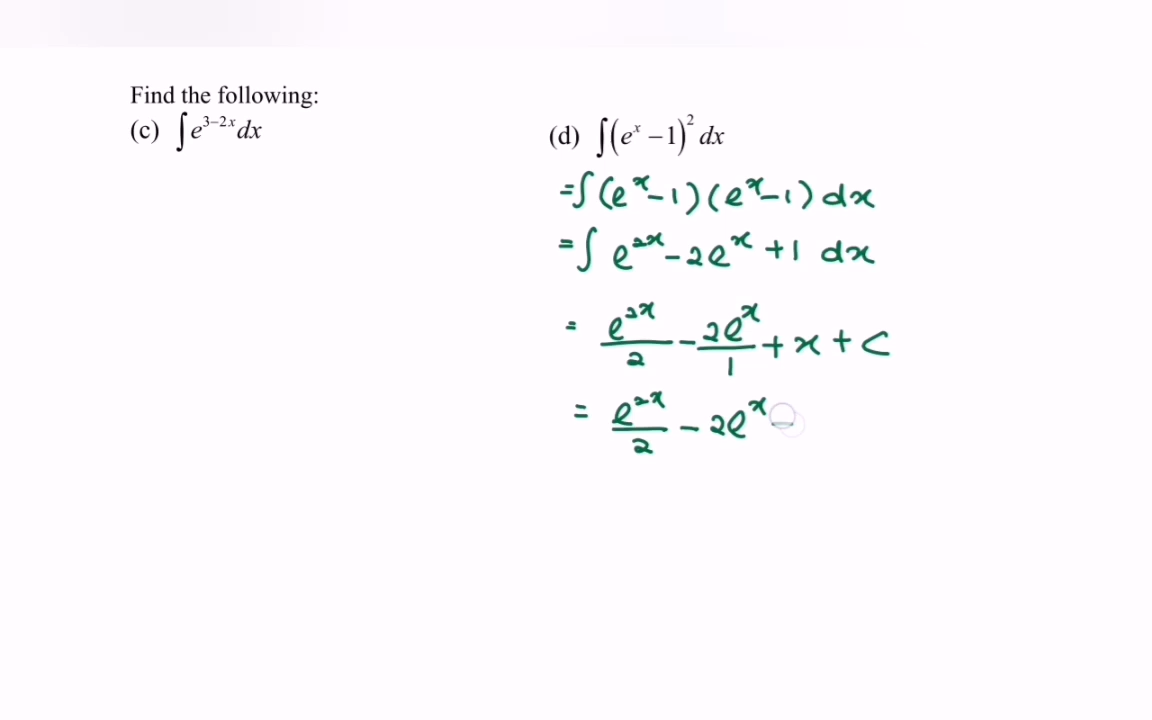 Find the following:
(c) ∫e^{3−2x}dx
(d) ∫(e^x −1)^2 dx
=∫(e^x−1)(e^x−1)dx
=∫ e^{2x}−2e^x+1 dx
= e^{2x}/2 − 2e^x/1 + x + c
= e^{2x}/2 − 2e^x